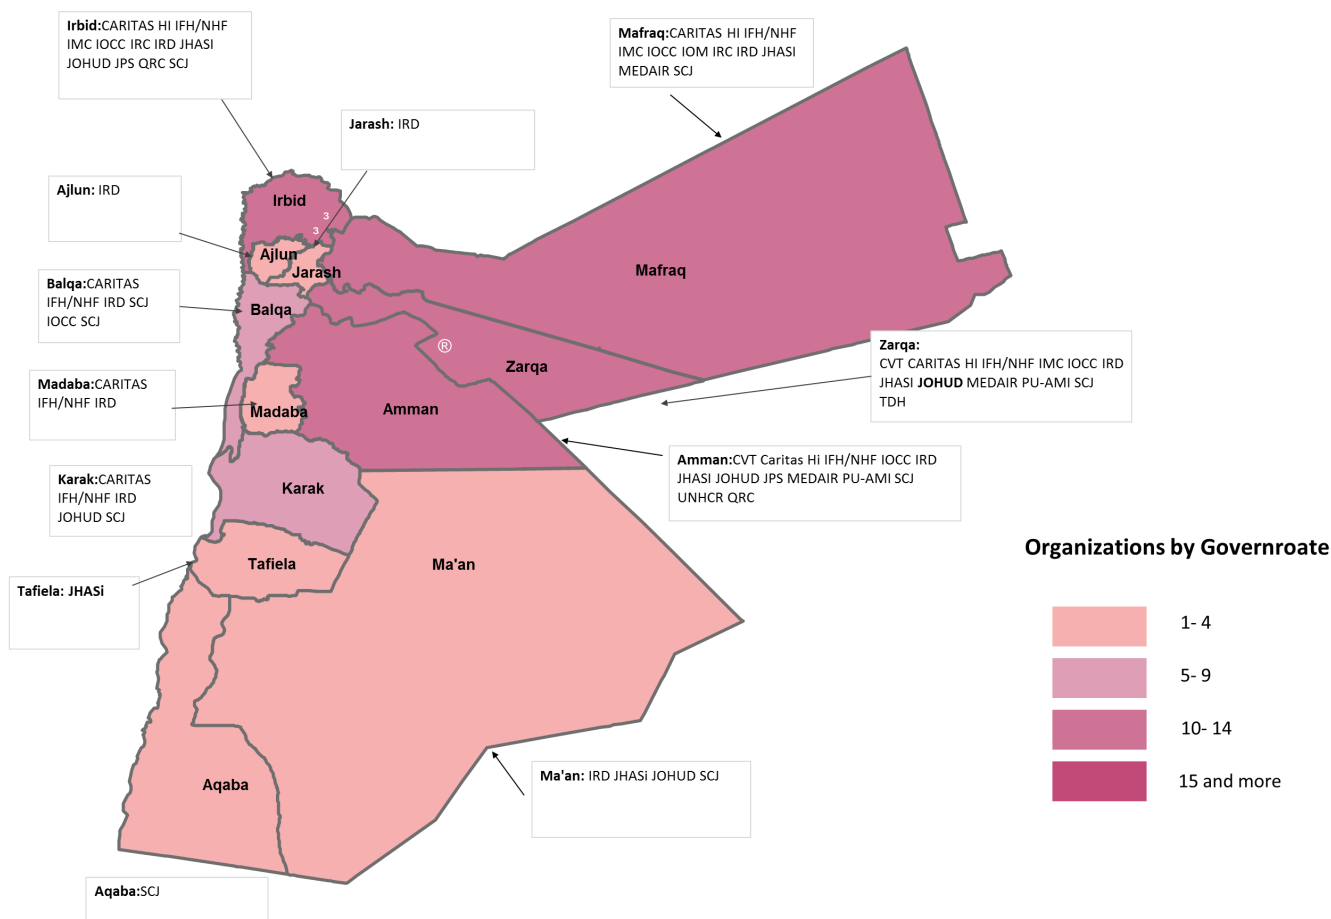 Irbid:CARITAS HI IFH/NHF
IMC IOCC IRC IRD JHASI
JOHUD JPS QRC SCJ
Mafraq:CARITAS HI IFH/NHF
IMC IOCC IOM IRC IRD JHASI
MEDAIR SCJ
Jarash: IRD
Ajlun: IRD
Irbid
3
3
Ajlun
Jarash
Mafraq
Balqa:CARITAS
IFH/NHF IRD SCJ
IOCC SCJ
Balqa
®
Zarqa
Zarqa:
CVT CARITAS HI IFH/NHF IMC IOCC IRD
JHASI JOHUD MEDAIR PU-AMI SCJ
TDH
Madaba:CARITAS
IFH/NHF IRD
Madaba
Amman
Amman:CVT Caritas Hi IFH/NHF IOCC IRD
JHASI JOHUD JPS MEDAIR PU-AMI SCJ
UNHCR QRC
Karak:CARITAS
IFH/NHF IRD
JOHUD SCJ
Karak
Tafiela
Ma'an
Tafiela: JHASi
Organizations by Governroate
1- 4
5- 9
10- 14
15 and more
Aqaba
Ma'an: IRD JHASi JOHUD SCJ
Aqaba:SCJ